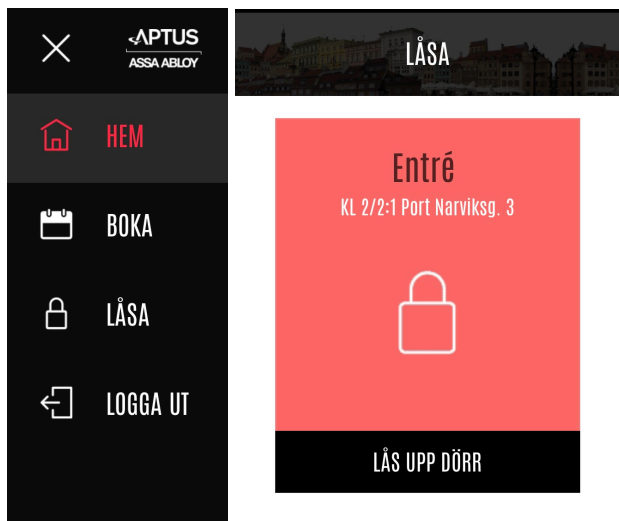 APTUS
ASSA ABLOY
HEM
BOKA
LÅSA
LOGGA UT
LÅSA
Entré
KL 2/2:1 Port Narviksg. 3
LÅS UPP DÖRR